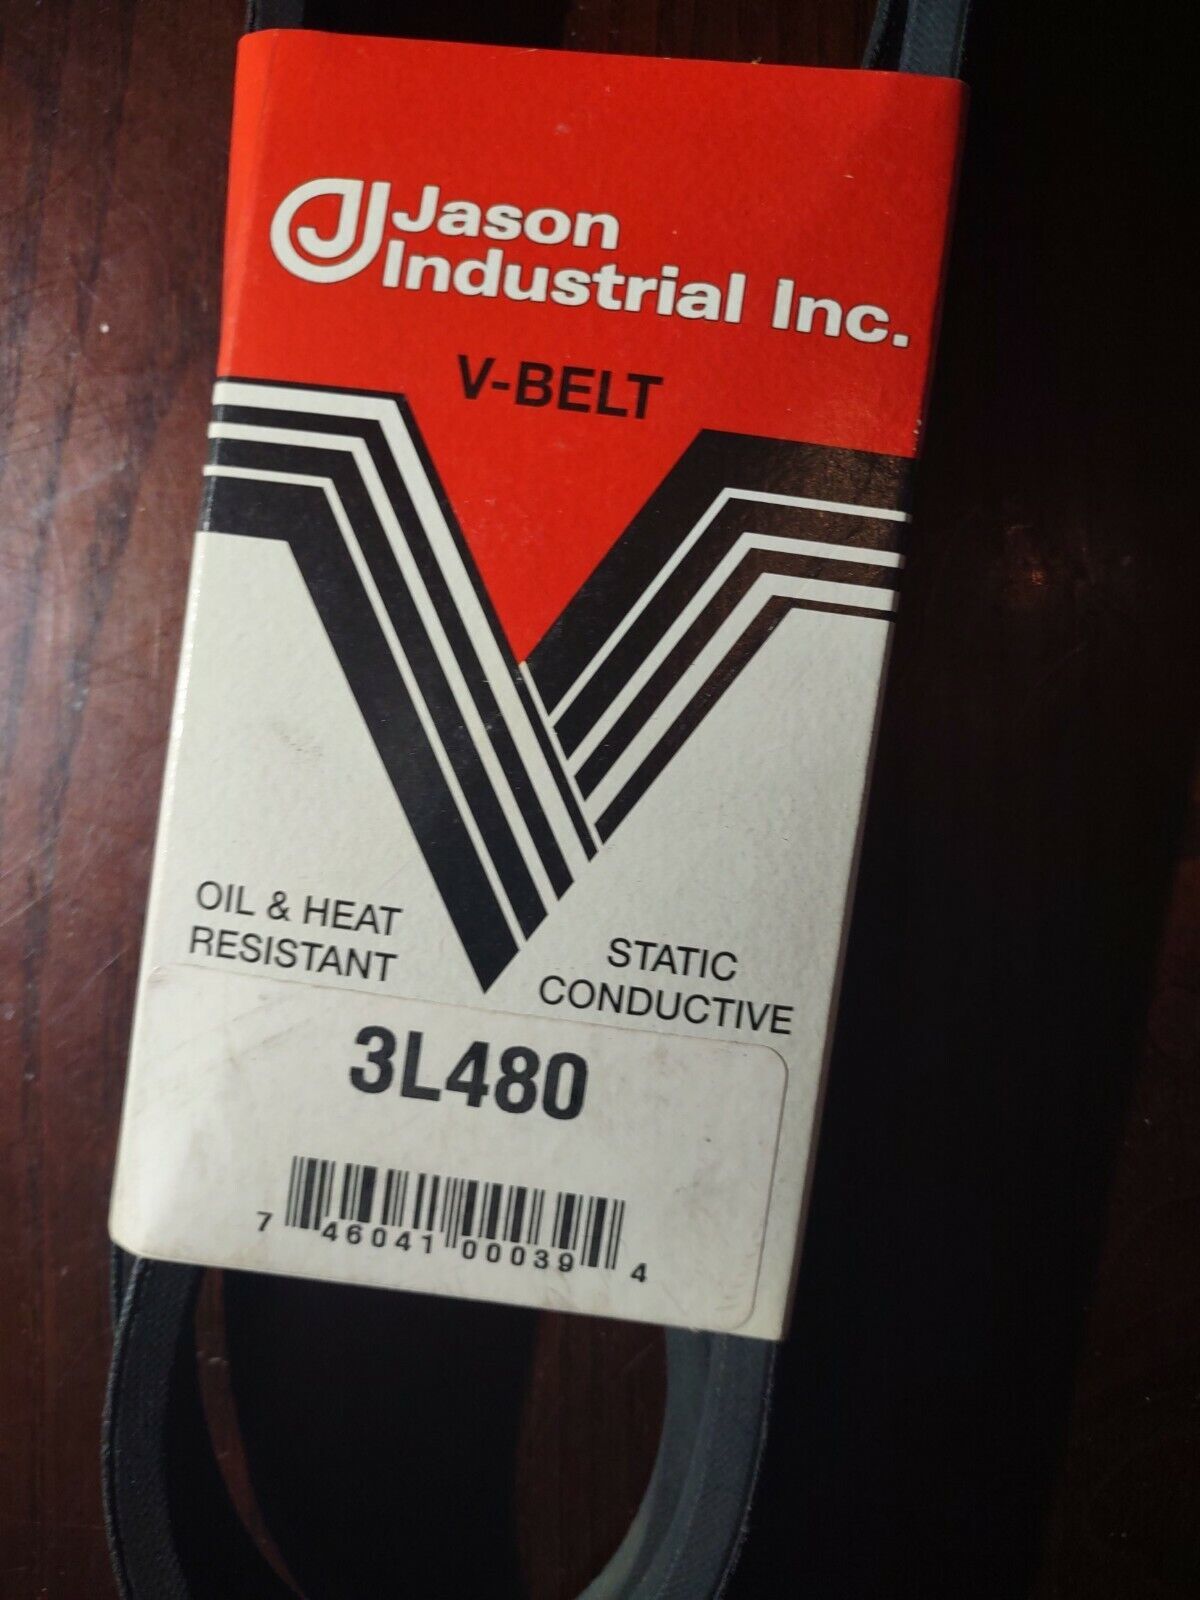 Jason
Industrial Inc.
V-BELT
OIL & HEAT
RESISTANT
STATIC
CONDUCTIVE
3L480
7 46041 00039 4